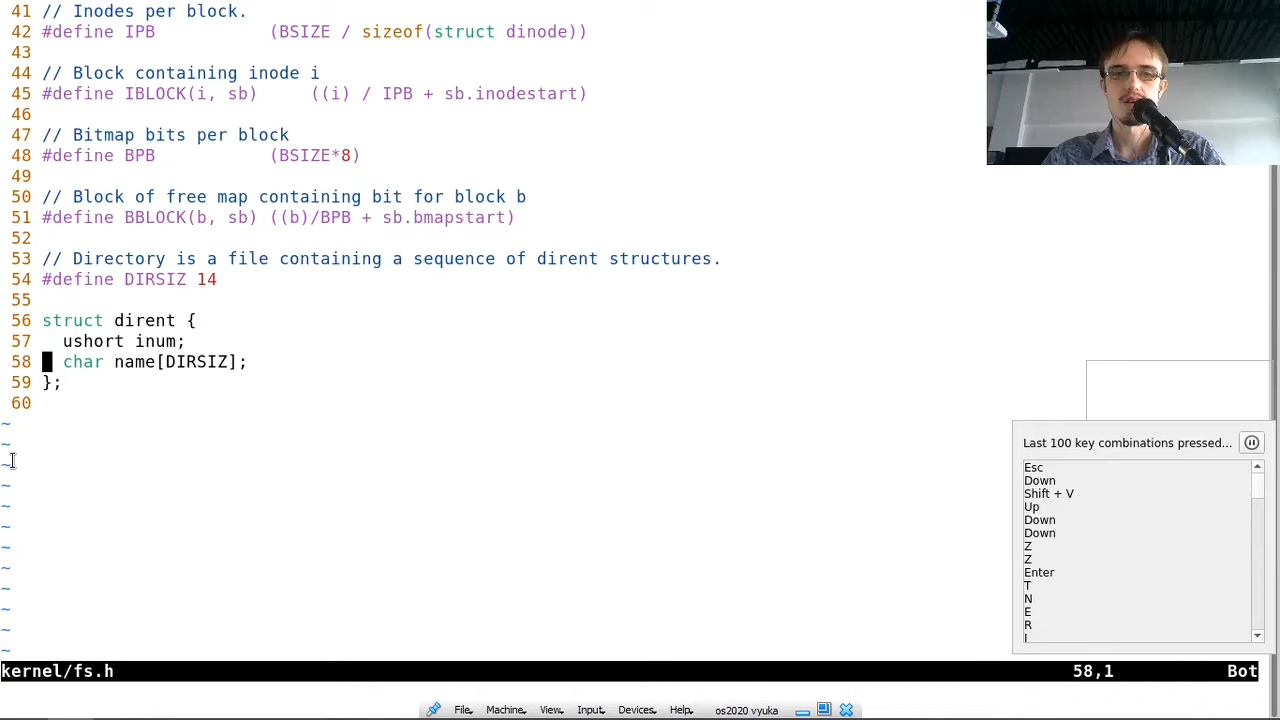 41 // Inodes per block.
42 #define IPB           (BSIZE / sizeof(struct dinode))
43
44 // Block containing inode i
45 #define IBLOCK(i, sb)     ((i) / IPB + sb.inodestart)
46
47 // Bitmap bits per block
48 #define BPB           (BSIZE*8)
49
50 // Block of free map containing bit for block b
51 #define BBLOCK(b, sb) ((b)/BPB + sb.bmapstart)
52
53 // Directory is a file containing a sequence of dirent structures.
54 #define DIRSIZ 14
55
56 struct dirent {
57   ushort inum;
58   char name[DIRSIZ];
59 };
60
~
~
~
~
~
~
~
~
~
~
~
~
kernel/fs.h 58,1 Bot
Last 100 key combinations pressed...
Esc
Down
Shift + V
Up
Down
Down
Z
Z
Enter
T
N
E
R
I
File Machine View Input Devices Help os2020 vyuka